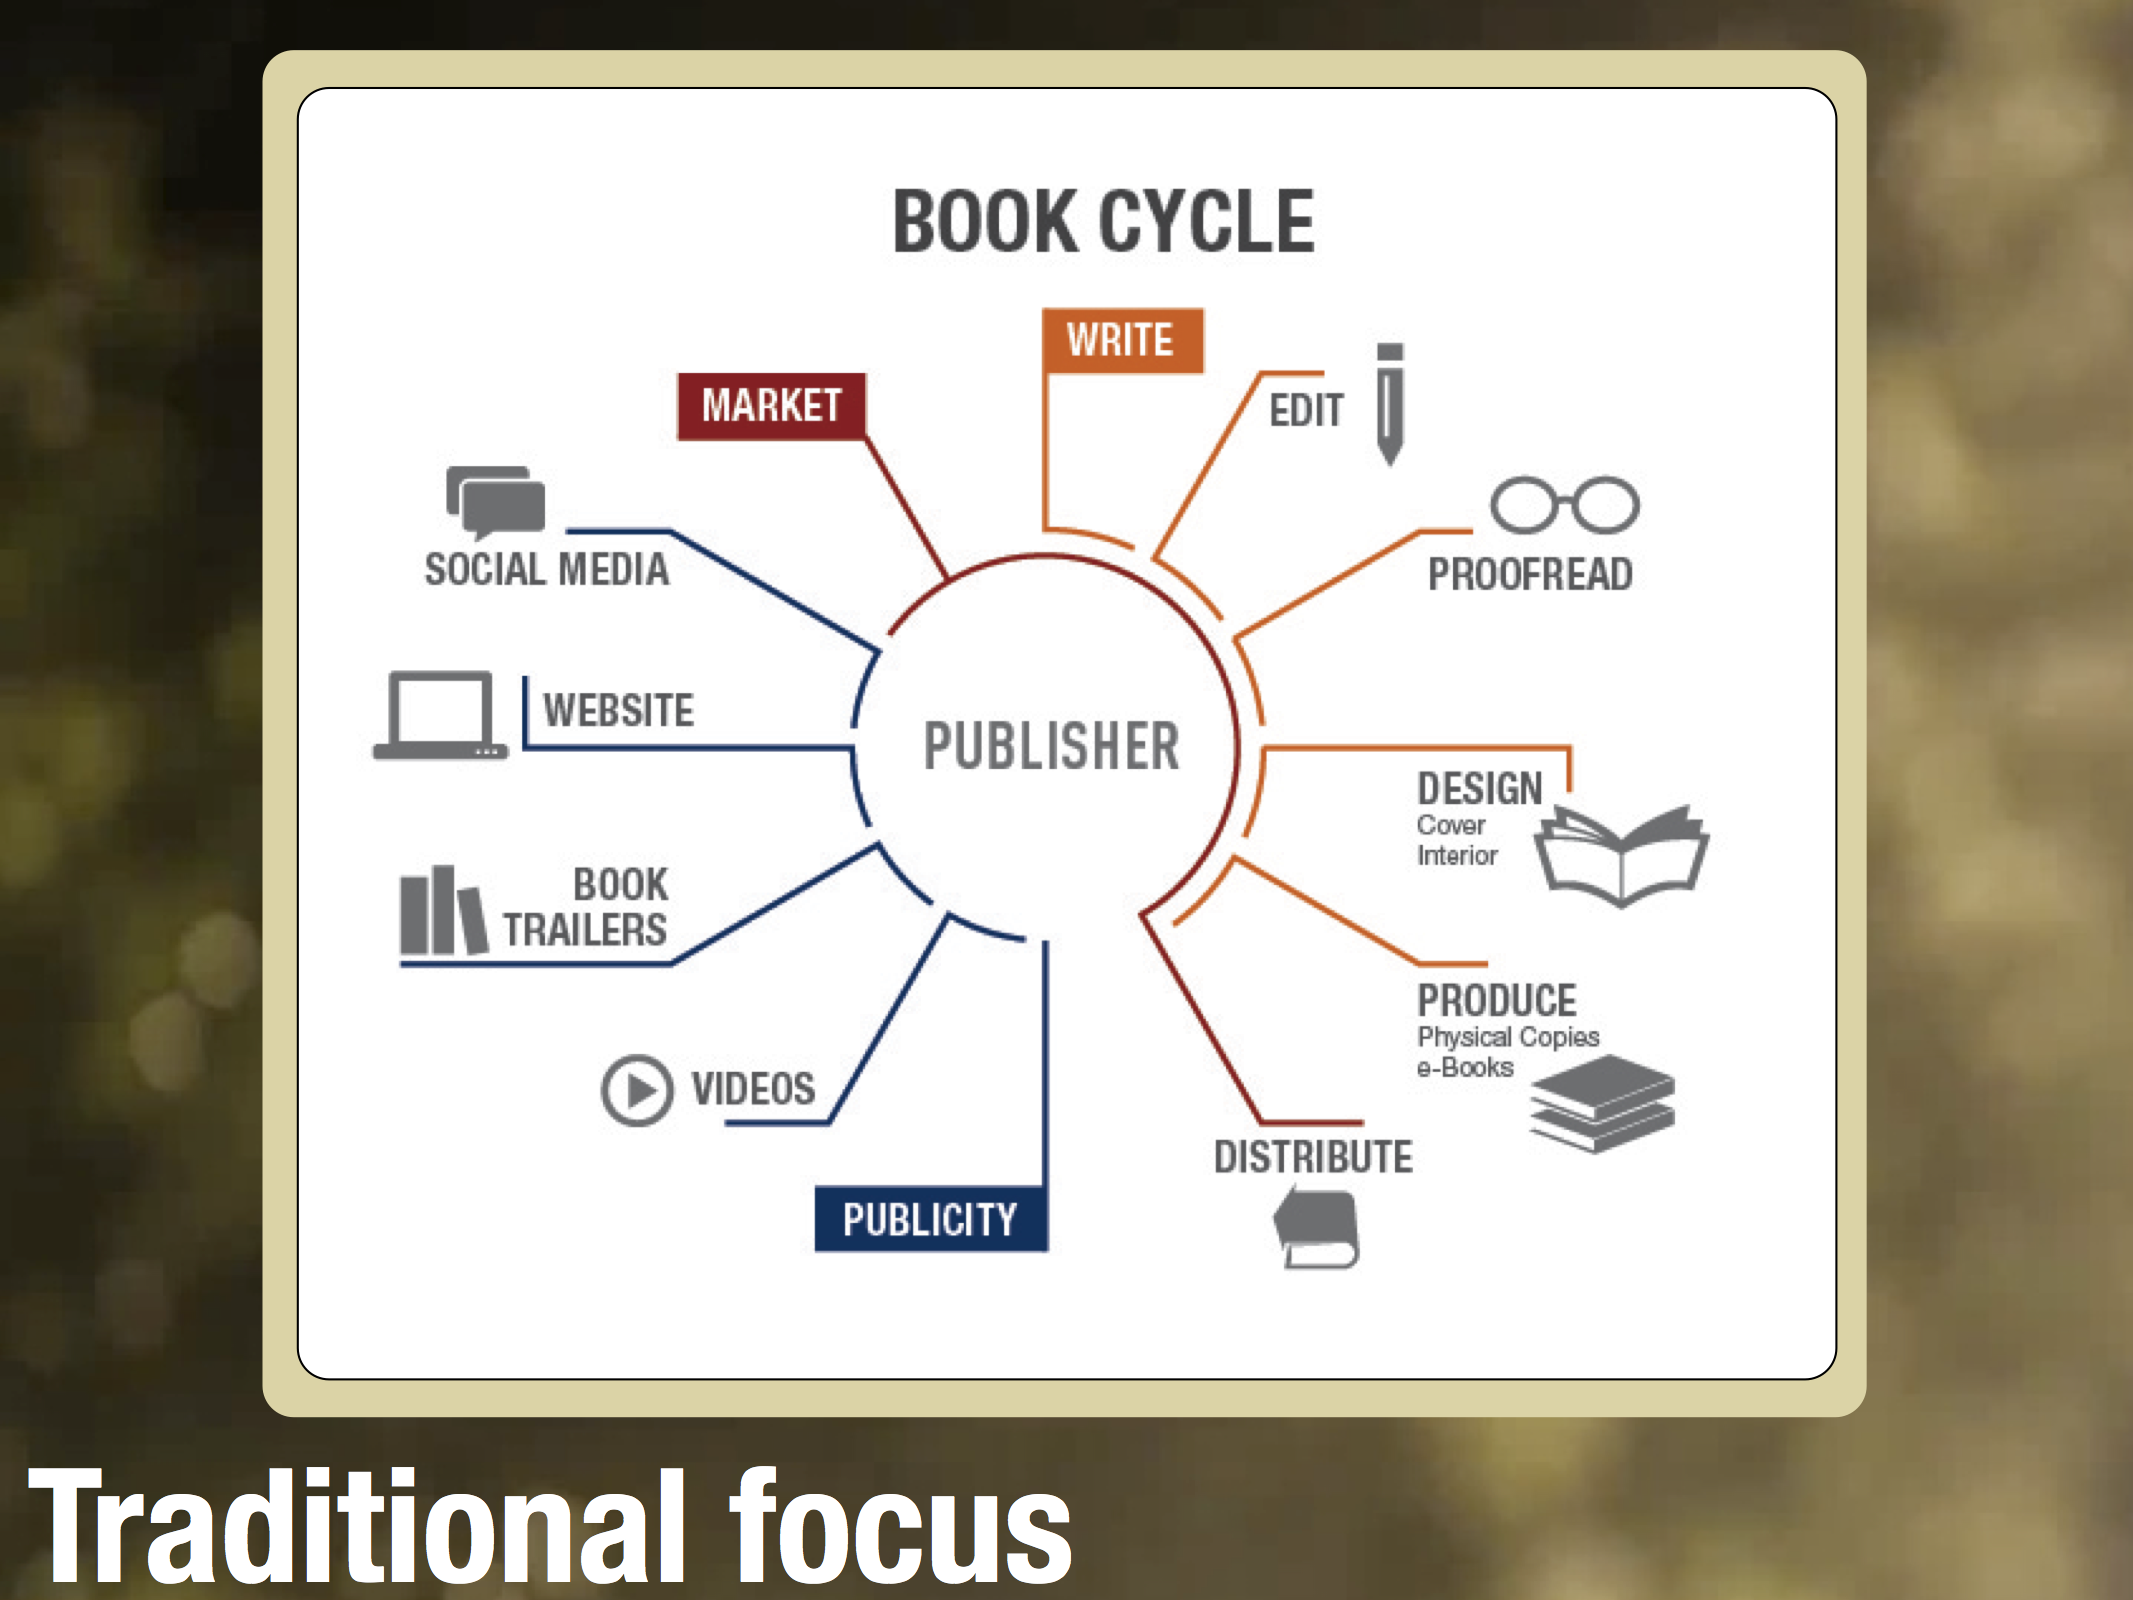 BOOK CYCLE
WRITE
EDIT
PROOFREAD
DESIGN
Cover
Interior
PRODUCE
Physical Copies
e-Books
DISTRIBUTE
PUBLICITY
VIDEOS
BOOK
TRAILERS
WEBSITE
SOCIAL MEDIA
MARKET
PUBLISHER
Traditional focus